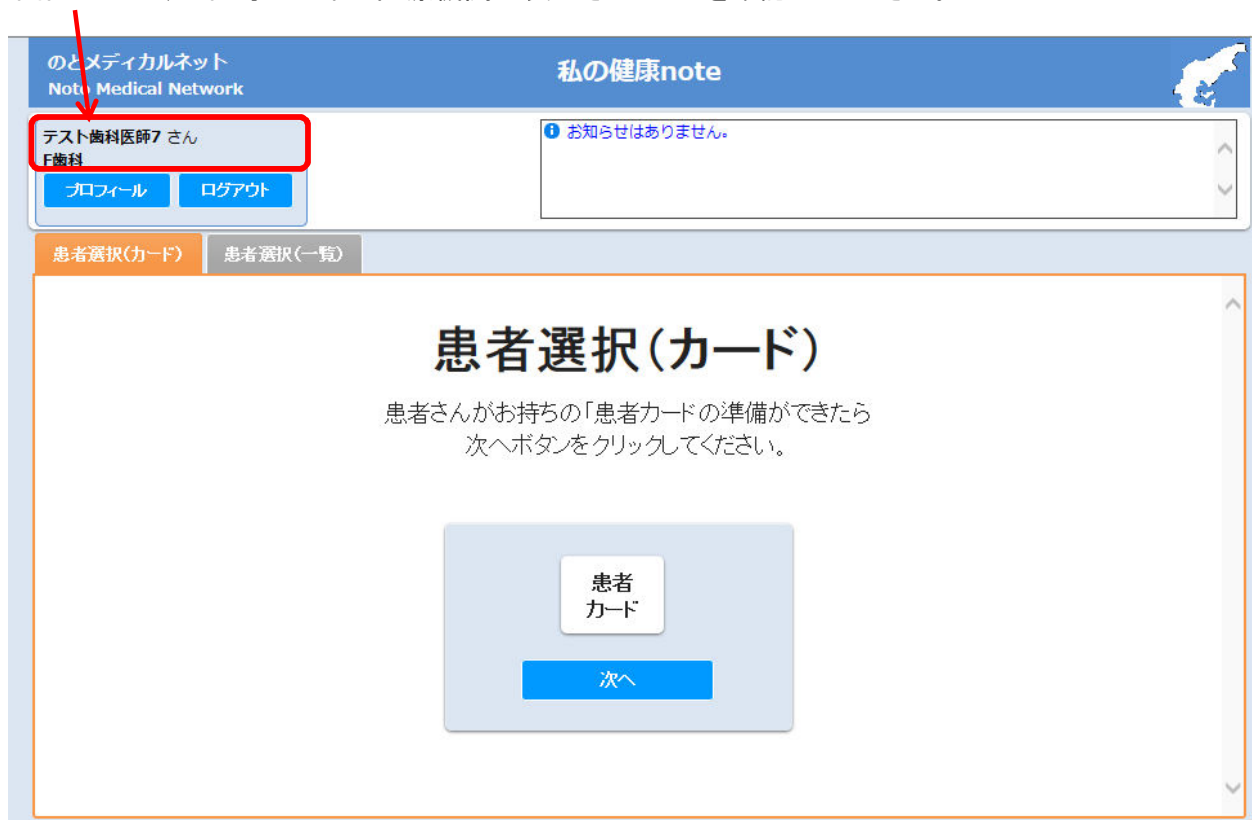 のとメディカルネット
Noto Medical Network
私の健康note
テスト歯科医師7 さん
F歯科
プロフィール ログアウト
お知らせはありません。
患者選択(カード) 患者選択(一覧)
患者選択(カード)
患者さんがお持ちの「患者カードの準備ができたら
次へボタンをクリックしてください。
患者
カード
次へ